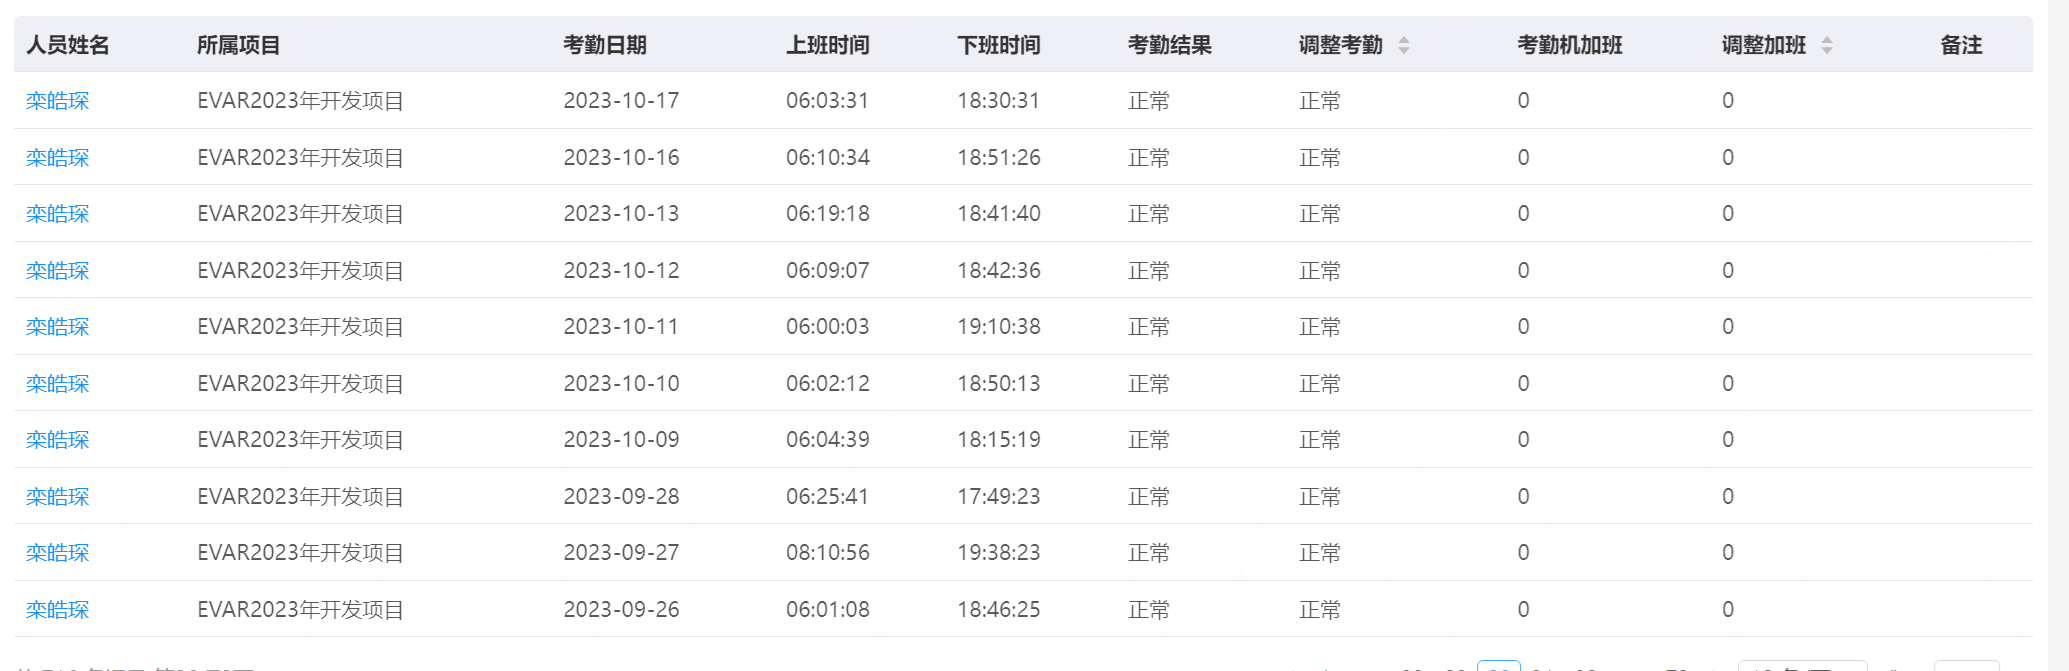 人员姓名 所属项目 考勤日期 上班时间 下班时间 考勤结果 调整考勤 考勤机加班 调整加班 备注
栾皓琛 EVAR2023年开发项目 2023-10-17 06:03:31 18:30:31 正常 正常 0 0
栾皓琛 EVAR2023年开发项目 2023-10-16 06:10:34 18:51:26 正常 正常 0 0
栾皓琛 EVAR2023年开发项目 2023-10-13 06:19:18 18:41:40 正常 正常 0 0
栾皓琛 EVAR2023年开发项目 2023-10-12 06:09:07 18:42:36 正常 正常 0 0
栾皓琛 EVAR2023年开发项目 2023-10-11 06:00:03 19:10:38 正常 正常 0 0
栾皓琛 EVAR2023年开发项目 2023-10-10 06:02:12 18:50:13 正常 正常 0 0
栾皓琛 EVAR2023年开发项目 2023-10-09 06:04:39 18:15:19 正常 正常 0 0
栾皓琛 EVAR2023年开发项目 2023-09-28 06:25:41 17:49:23 正常 正常 0 0
栾皓琛 EVAR2023年开发项目 2023-09-27 08:10:56 19:38:23 正常 正常 0 0
栾皓琛 EVAR2023年开发项目 2023-09-26 06:01:08 18:46:25 正常 正常 0 0